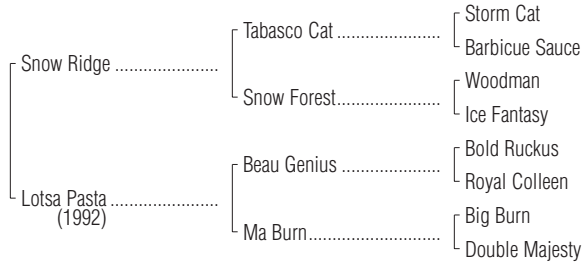 Storm Cat
Tabasco Cat ....................
Barbicue Sauce
Snow Ridge ....................
Woodman
Snow Forest....................
Ice Fantasy
Bold Ruckus
Beau Genius ...................
Royal Colleen
Lotsa Pasta .....................
(1992)
Big Burn
Ma Burn..........................
Double Majesty